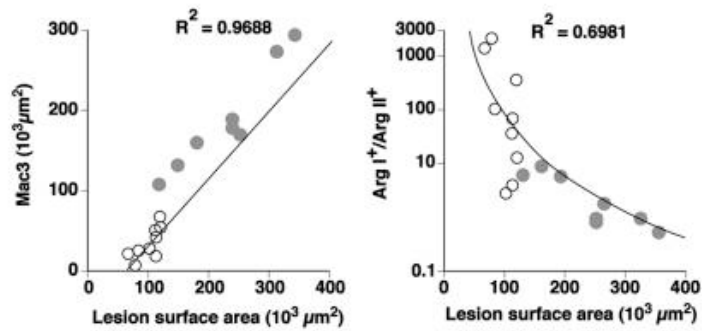 R² = 0.9688
Mac3 (10³µm²)
300
200
100
0
0 100 200 300 400
Lesion surface area (10³ µm²)
R² = 0.6981
Arg I⁺/Arg II⁺
3000
1000
100
10
0.1
0 100 200 300 400
Lesion surface area (10³ µm²)